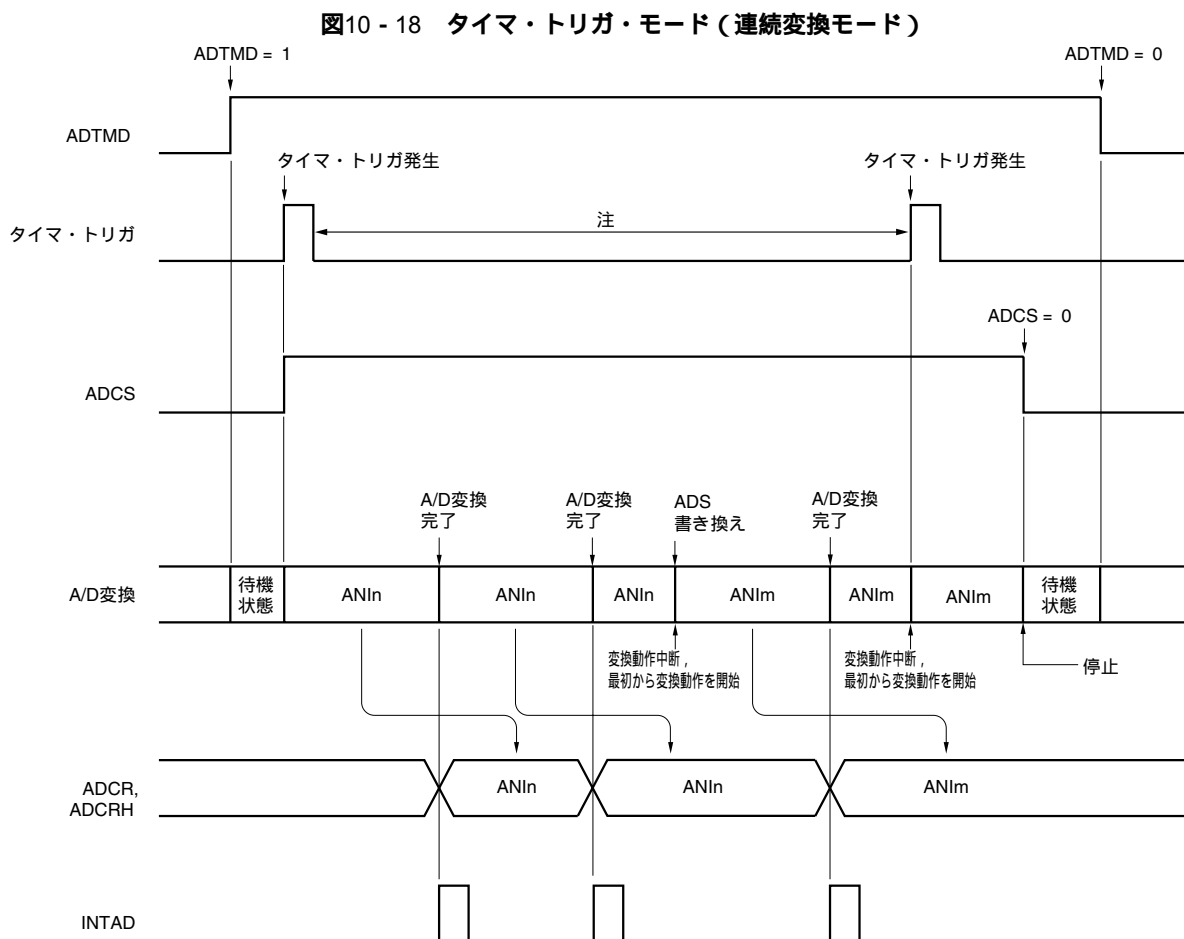 図10 - 18 タイマ・トリガ・モード（連続変換モード）
ADTMD = 1
ADTMD = 0
ADTMD
タイマ・トリガ発生
タイマ・トリガ発生
タイマ・トリガ
注
ADCS = 0
ADCS
A/D変換
完了
A/D変換
完了
ADS
書き換え
A/D変換
完了
A/D変換
待機
状態
ANIn
ANIn
ANIn
ANIm
ANIm
ANIm
待機
状態
変換動作中断，
最初から変換動作を開始
変換動作中断，
最初から変換動作を開始
停止
ADCR,
ADCRH
ANIn
ANIn
ANIm
INTAD